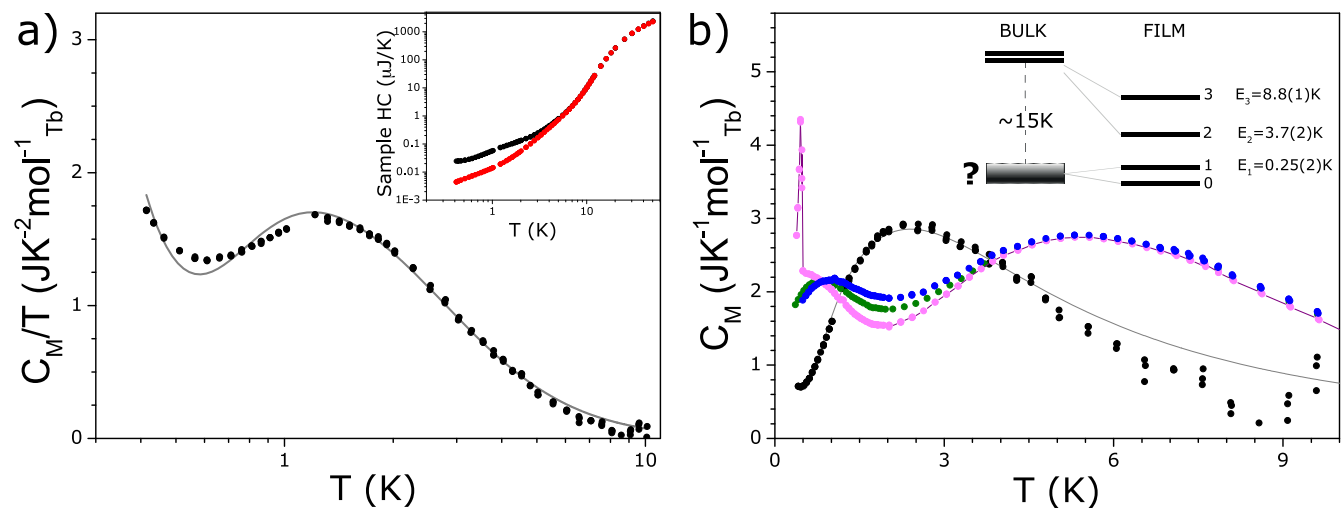 a)
3
2
1
0
C_M/T (JK^-2mol^-1_Tb)
1
10
T (K)
1000
100
10
1
0.1
0.01
1E-3
Sample HC (μJ/K)
1
10
T (K)
b)
5
4
3
2
1
0
C_M (JK^-1mol^-1_Tb)
0
3
6
9
T (K)
BULK
FILM
~15K
?
3 E_3=8.8(1)K
2 E_2=3.7(2)K
1 E_1=0.25(2)K
0